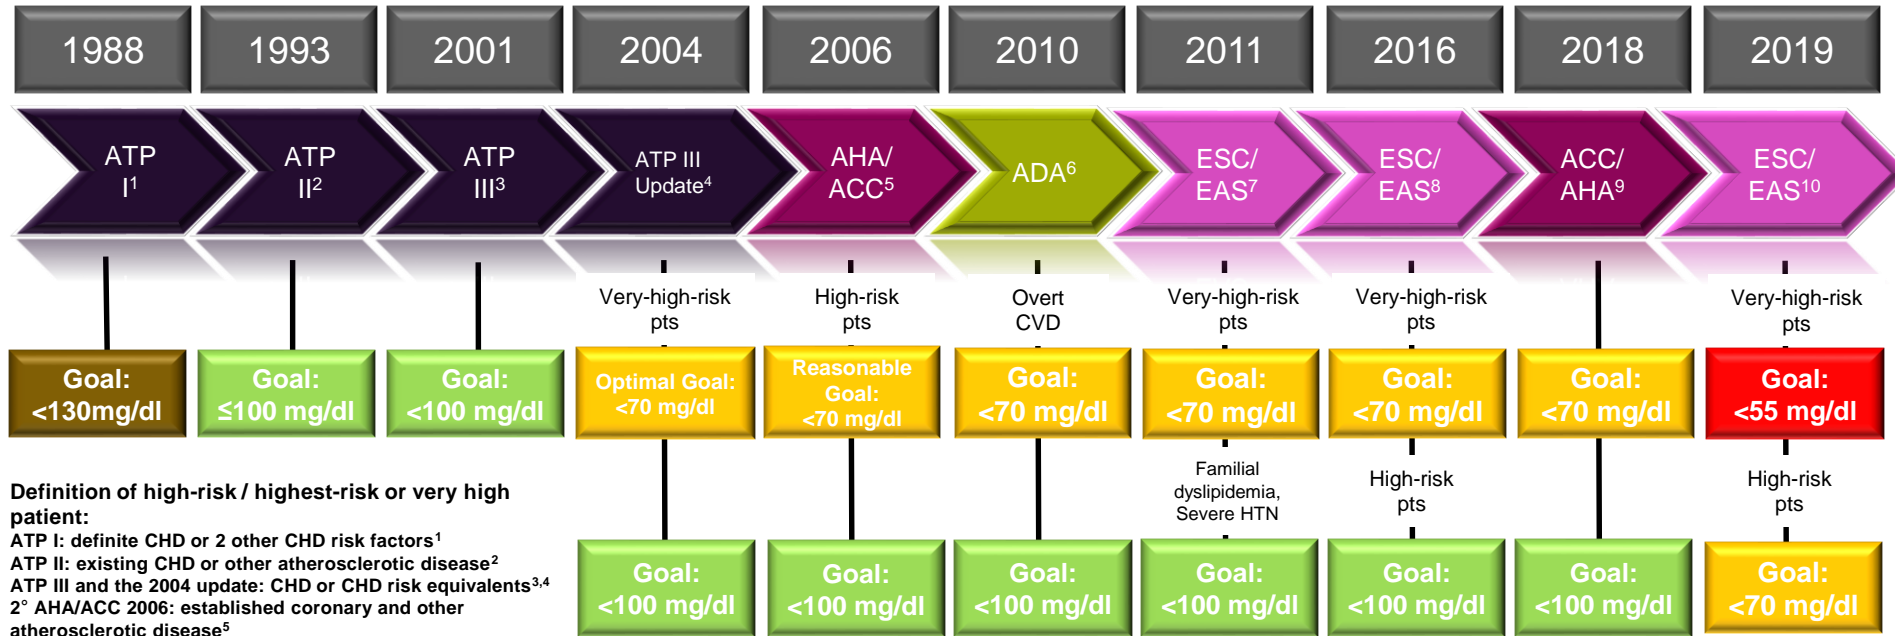 1988 1993 2001 2004 2006 2010 2011 2016 2018 2019
ATP
I¹
ATP
II²
ATP
III³
ATP III
Update⁴
AHA/
ACC⁵
ADA⁶
ESC/
EAS⁷
ESC/
EAS⁸
ACC/
AHA⁹
ESC/
EAS¹⁰
Very-high-risk
pts
High-risk
pts
Overt
CVD
Very-high-risk
pts
Very-high-risk
pts
Very-high-risk
pts
Goal:
<130mg/dl
Goal:
≤100 mg/dl
Goal:
<100 mg/dl
Optimal Goal:
<70 mg/dl
Reasonable
Goal:
<70 mg/dl
Goal:
<70 mg/dl
Goal:
<70 mg/dl
Goal:
<70 mg/dl
Goal:
<70 mg/dl
Goal:
<55 mg/dl
Familial
dyslipidemia,
Severe HTN
High-risk
pts
High-risk
pts
Goal:
<100 mg/dl
Goal:
<100 mg/dl
Goal:
<100 mg/dl
Goal:
<100 mg/dl
Goal:
<100 mg/dl
Goal:
<100 mg/dl
Goal:
<70 mg/dl
Definition of high-risk / highest-risk or very high
patient:
ATP I: definite CHD or 2 other CHD risk factors¹
ATP II: existing CHD or other atherosclerotic disease²
ATP III and the 2004 update: CHD or CHD risk equivalents³,⁴
2° AHA/ACC 2006: established coronary and other
atherosclerotic disease⁵